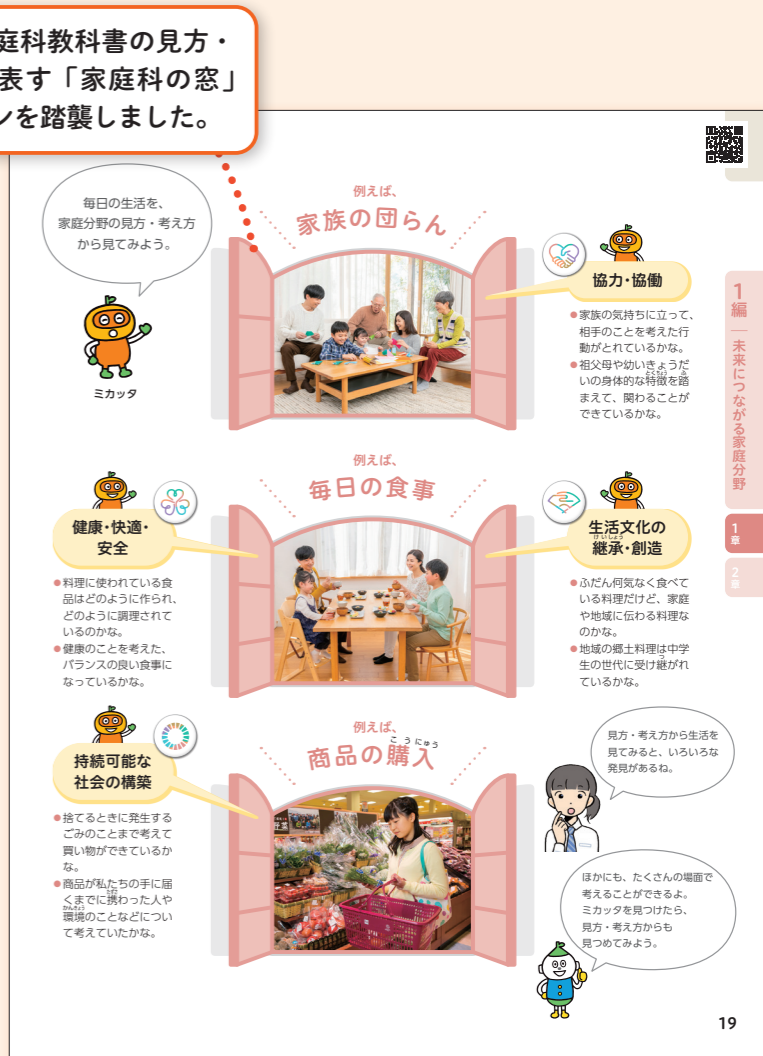 庭科教科書の見方・
表す「家庭科の窓」
ンを踏襲しました。
毎日の生活を、
家庭分野の見方・考え方
から見てみよう。
ミカッタ
例えば、
家族の団らん
協力・協働
●家族の気持ちに立って、
相手のことを考えた行
動がとれているかな。
●祖父母や幼いきょうだ
いの身体的な特徴を踏
まえて、関わることが
できているかな。
例えば、
毎日の食事
健康・快適・
安全
●料理に使われている食
品はどのように作られ、
どのように調理されて
いるのかな。
●健康のことを考えた、
バランスの良い食事に
なっているかな。
生活文化の
継承・創造
けいしょう
●ふだん何気なく食べて
いる料理だけど、家庭
や地域に伝わる料理な
のかな。
●地域の郷土料理は中学
生の世代に受け継がれ
ているかな。
例えば、
商品の購入
こうにゅう
持続可能な
社会の構築
●捨てるときに発生する
ごみのことまで考えて
買い物ができているか
な。
●商品が私たちの手に届
くまでに携わった人や
環境のことなどについ
て考えていたかな。
かんきょう
見方・考え方から生活を
見てみると、いろいろな
発見があるね。
ほかにも、たくさんの場面で
考えることができるよ。
ミカッタを見つけたら、
見方・考え方からも
見つめてみよう。
1編 ― 未来につながる家庭分野
1章
2章
19